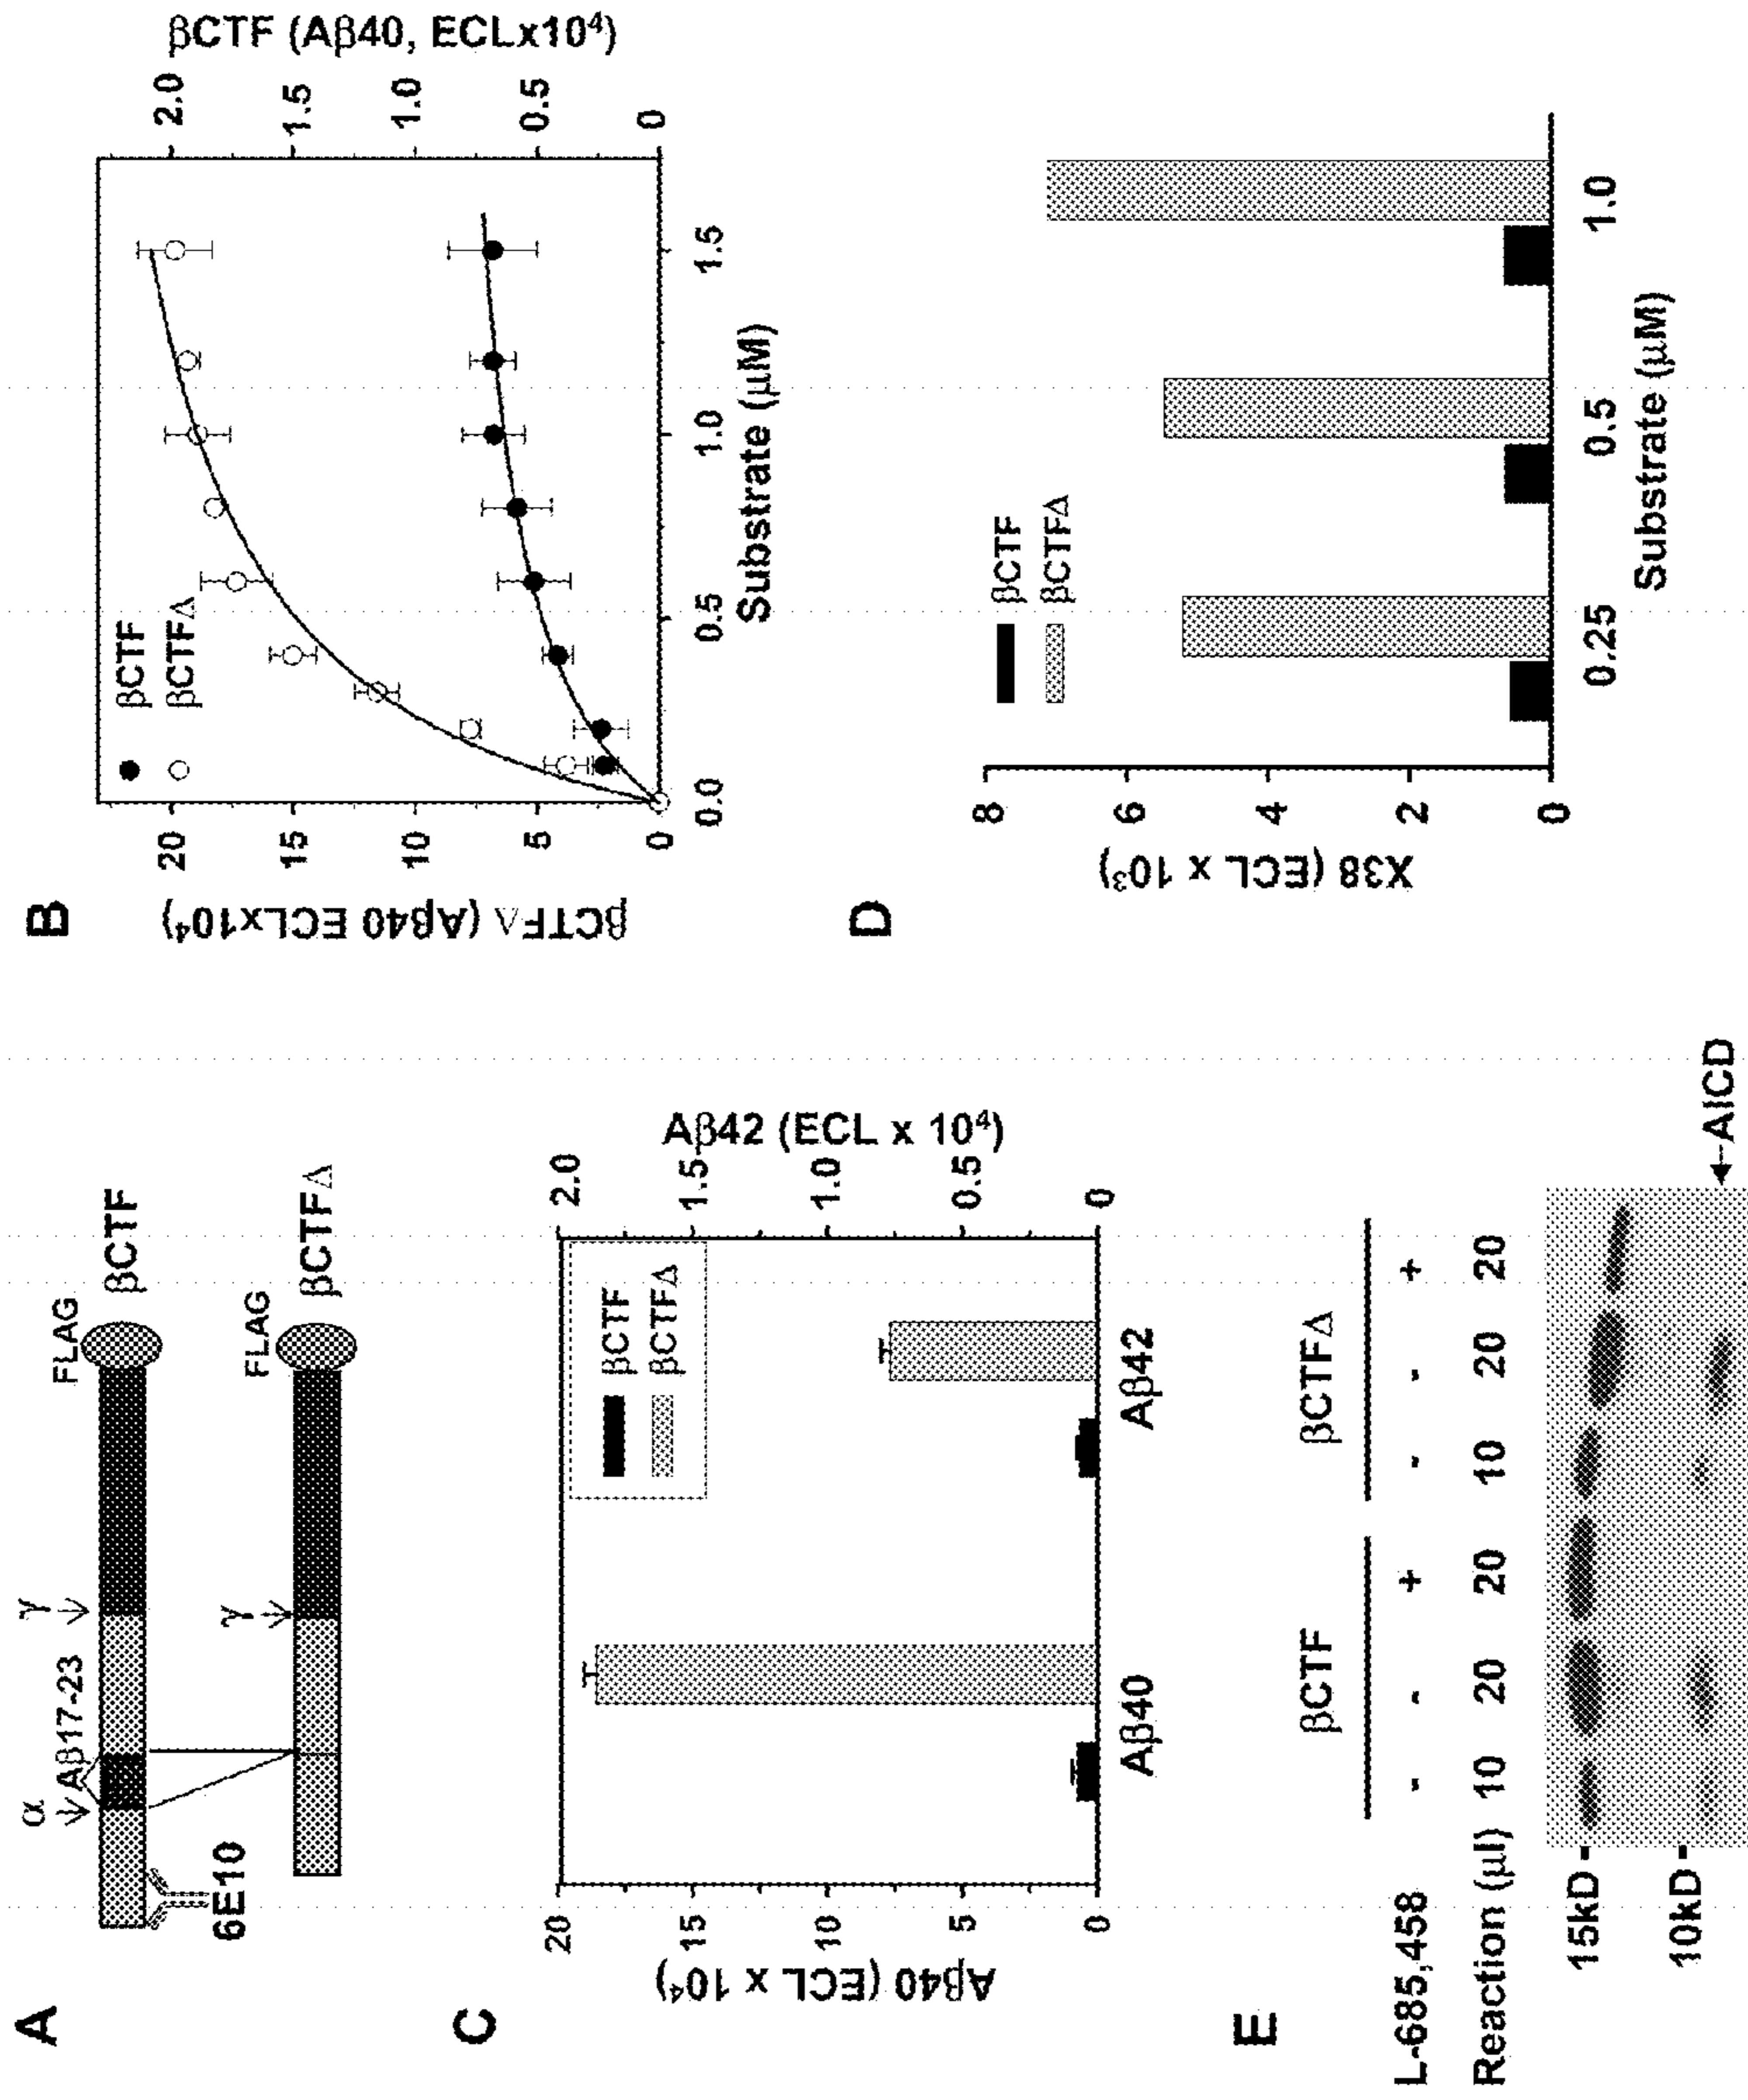 A
α
Aβ17-23
γ
FLAG
βCTF
6E10
γ
FLAG
βCTFΔ
B
βCTF
βCTFΔ
βCTFΔ (Aβ40 ECLx10⁴)
20
15
10
5
0
βCTF (Aβ40, ECLx10⁴)
2.0
1.5
1.0
0.5
0
0.0
0.5
1.0
1.5
Substrate (μM)
C
βCTF
βCTFΔ
Aβ40 (ECL x 10⁴)
20
15
10
5
0
Aβ42 (ECL x 10⁴)
2.0
1.5
1.0
0.5
0
Aβ40
Aβ42
D
βCTF
βCTFΔ
X38 (ECL x 10³)
8
6
4
2
0
0.25
0.5
1.0
Substrate (μM)
E
βCTF
βCTFΔ
L-685,458 - - + - - +
Reaction (μl) 10 20 20 10 20 20
15kD -
10kD -
AICD